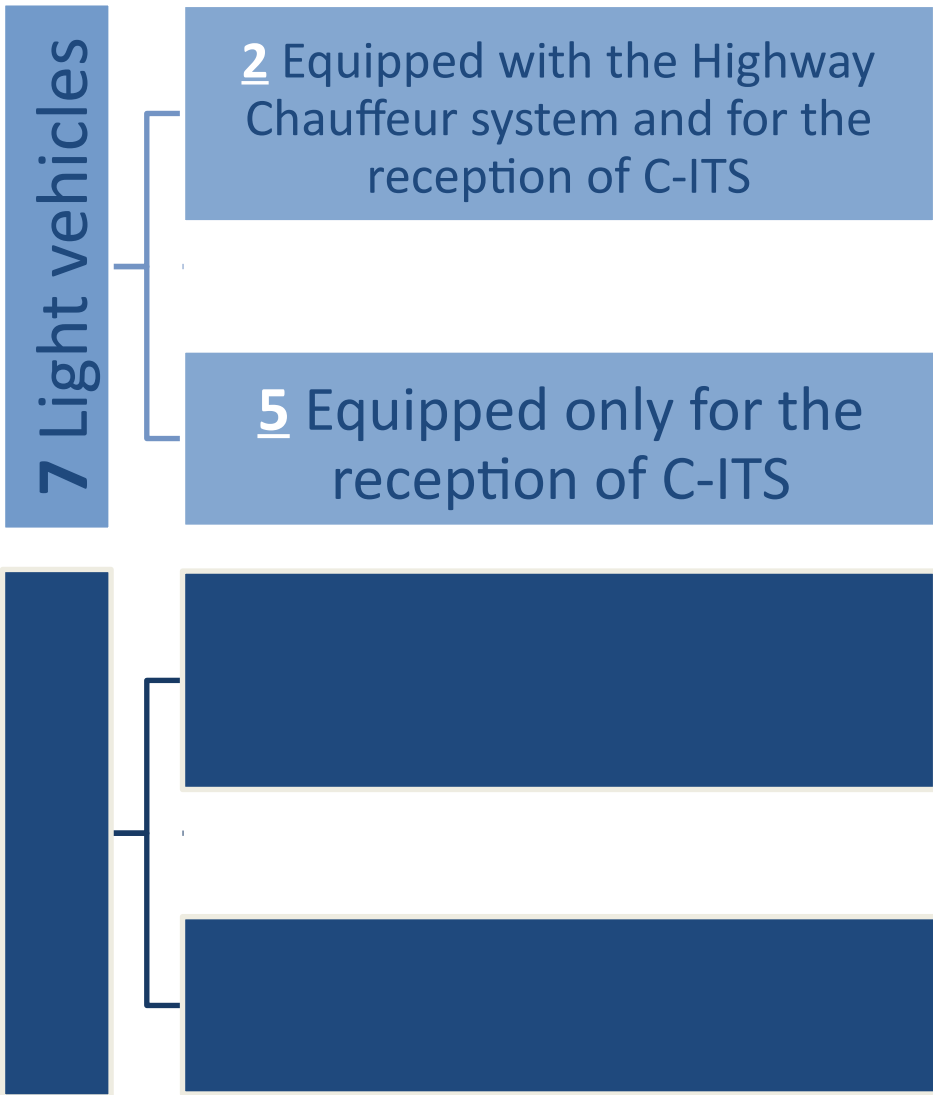 7 Light vehicles
2 Equipped with the Highway
Chauffeur system and for the
reception of C-ITS
5 Equipped only for the
reception of C-ITS